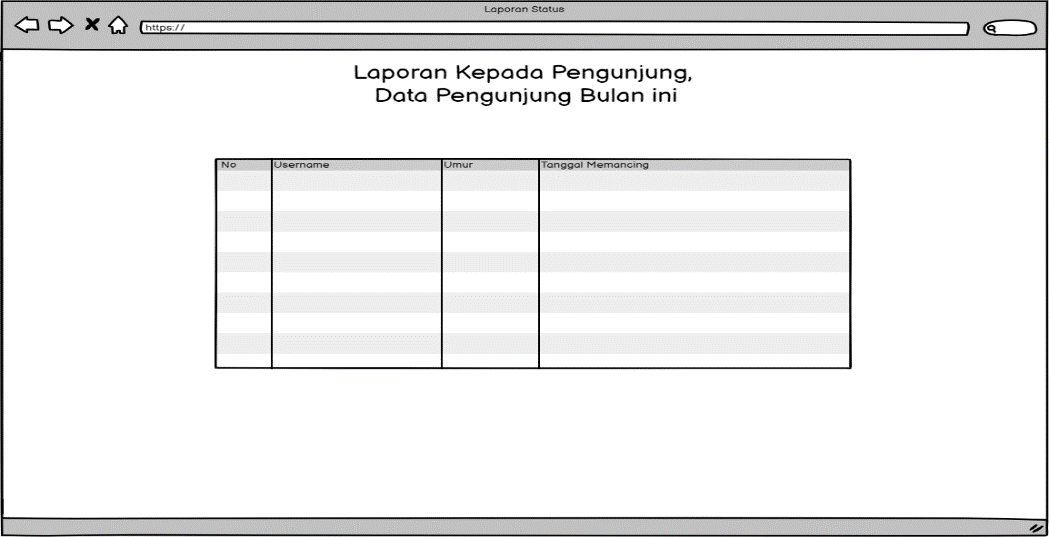 Laporan Status
https://
Laporan Kepada Pengunjung,
Data Pengunjung Bulan ini
No Username Umur Tanggal Memancing